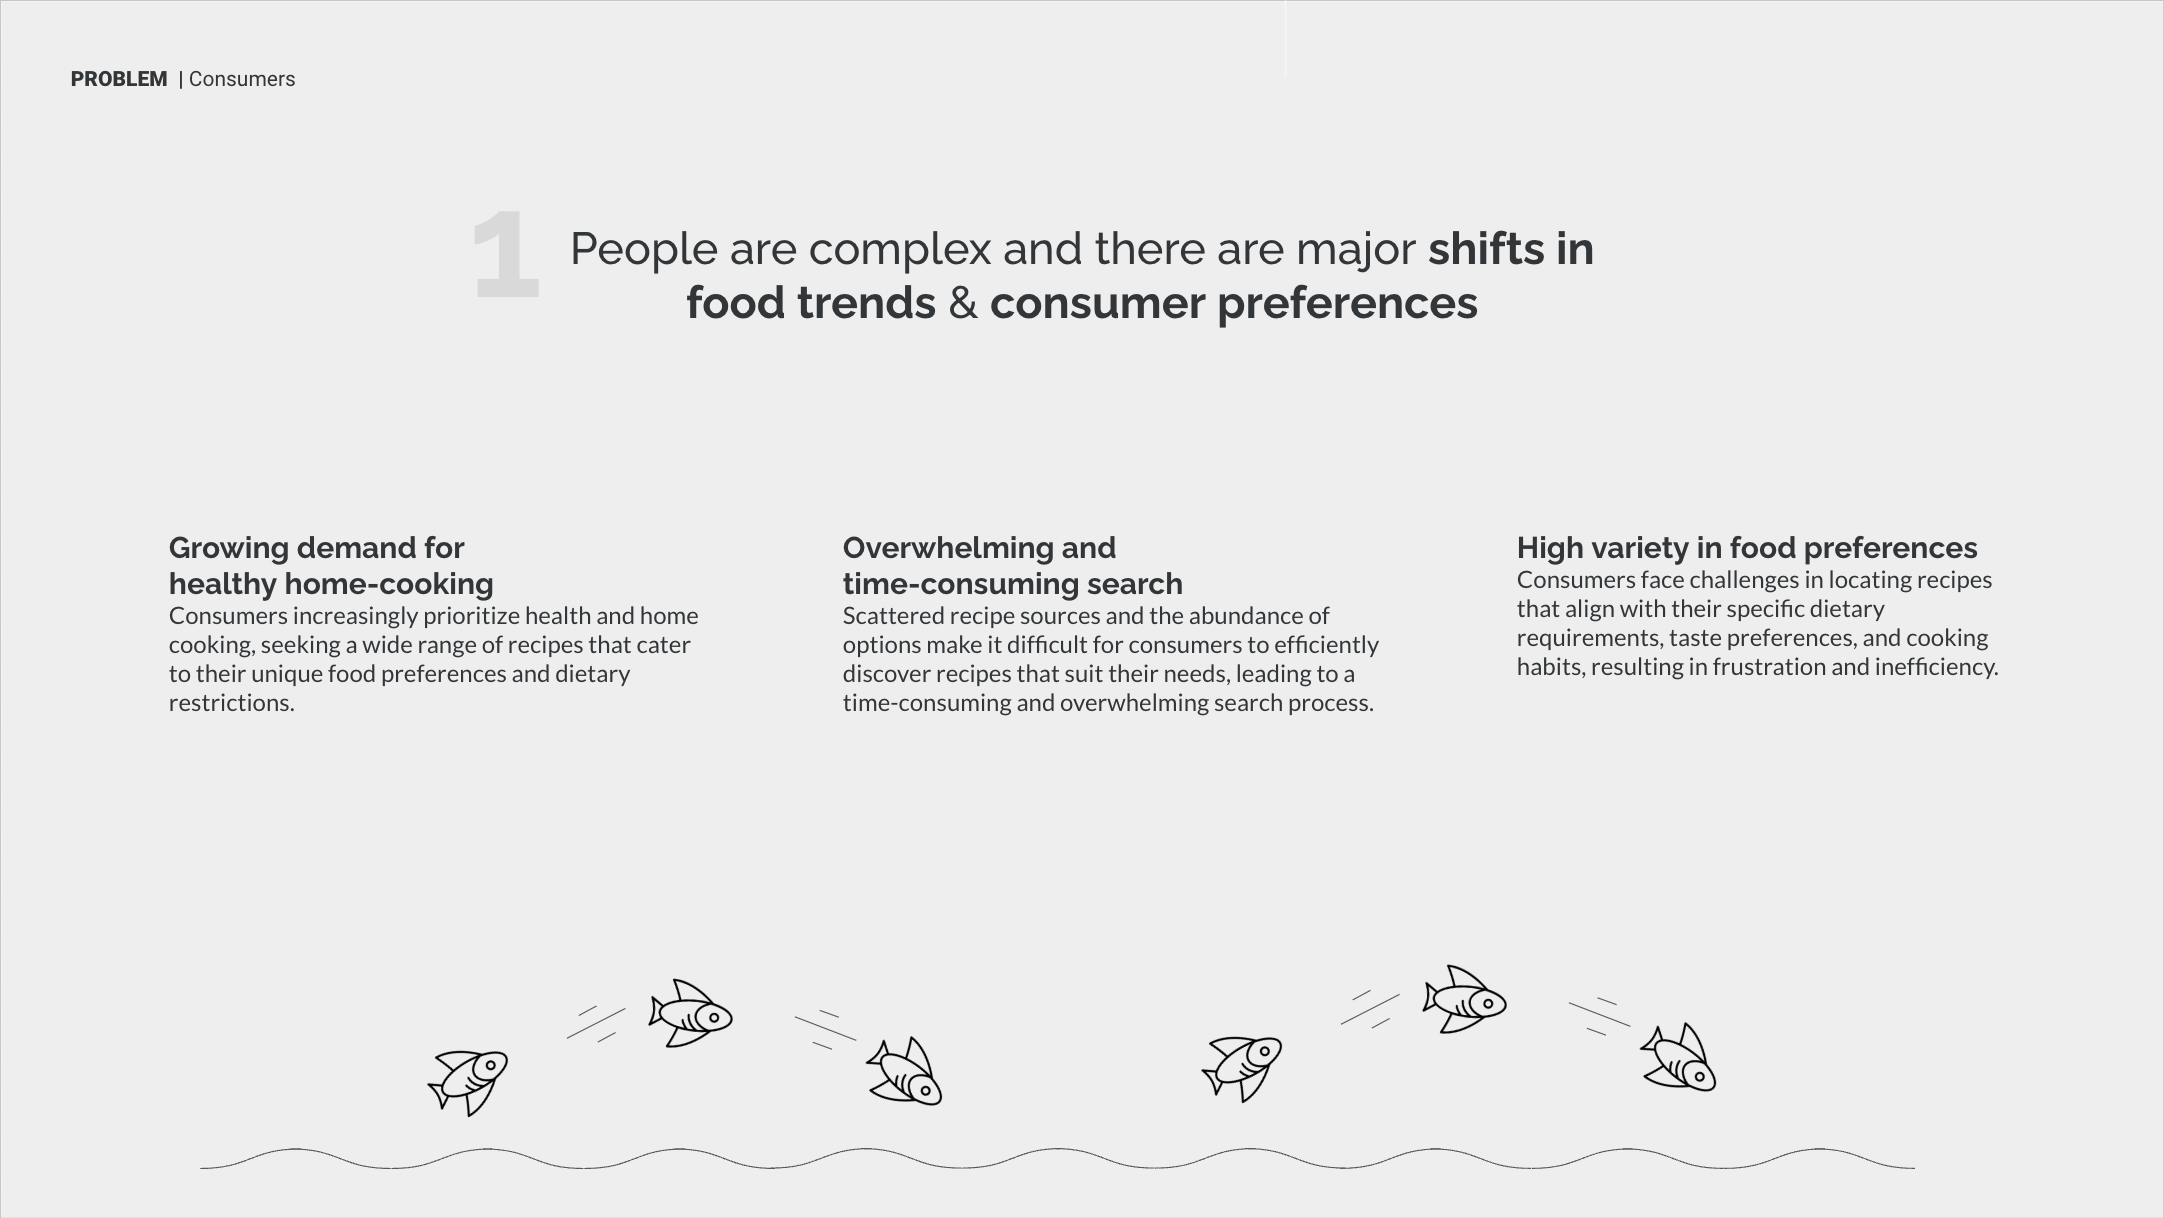 PROBLEM | Consumers
1
People are complex and there are major shifts in
food trends & consumer preferences
Growing demand for
healthy home-cooking
Consumers increasingly prioritize health and home
cooking, seeking a wide range of recipes that cater
to their unique food preferences and dietary
restrictions.
Overwhelming and
time-consuming search
Scattered recipe sources and the abundance of
options make it difficult for consumers to efficiently
discover recipes that suit their needs, leading to a
time-consuming and overwhelming search process.
High variety in food preferences
Consumers face challenges in locating recipes
that align with their specific dietary
requirements, taste preferences, and cooking
habits, resulting in frustration and inefficiency.